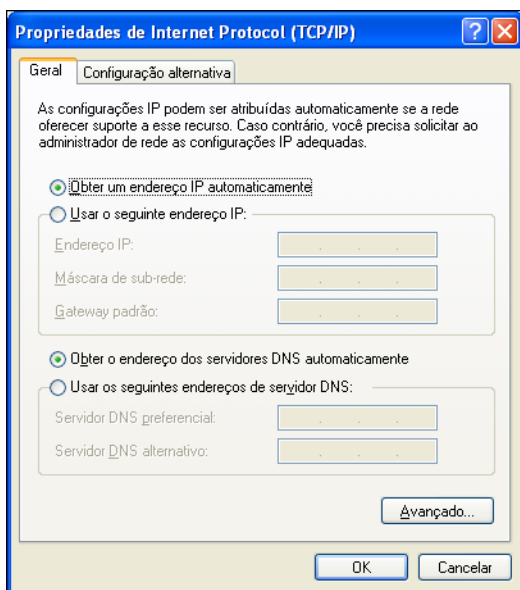 Propriedades de Internet Protocol (TCP/IP)
Geral
Configuração alternativa
As configurações IP podem ser atribuídas automaticamente se a rede
oferecer suporte a esse recurso. Caso contrário, você precisa solicitar ao
administrador de rede as configurações IP adequadas.
Obter um endereço IP automaticamente
Usar o seguinte endereço IP:
Endereço IP:
Máscara de sub-rede:
Gateway padrão:
Obter o endereço dos servidores DNS automaticamente
Usar os seguintes endereços de servidor DNS:
Servidor DNS preferencial:
Servidor DNS alternativo:
Avançado...
OK
Cancelar